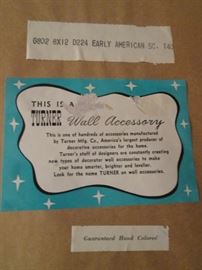 G802 8X12 D224 EARLY AMERICAN SC. 143
THIS IS A
TURNER Wall Accessory
This is one of hundreds of accessories manufactured
by Turner Mfg. Co., America's largest producer of
decorative accessories for the home.
Turner's staff of designers are constantly creating
new types of decorator wall accessories to make
your home smarter, brighter and lovelier.
Look for the name TURNER on wall accessories.
Guaranteed Hand Colored